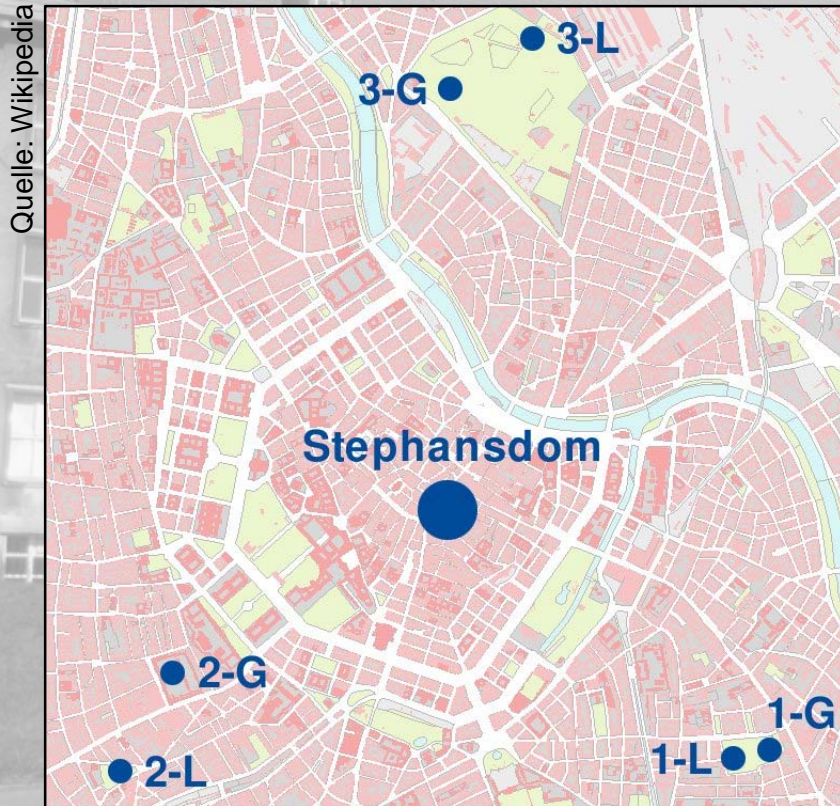 Quelle: Wikipedia
3-L
3-G
Stephansdom
2-G
1-G
1-L
2-L